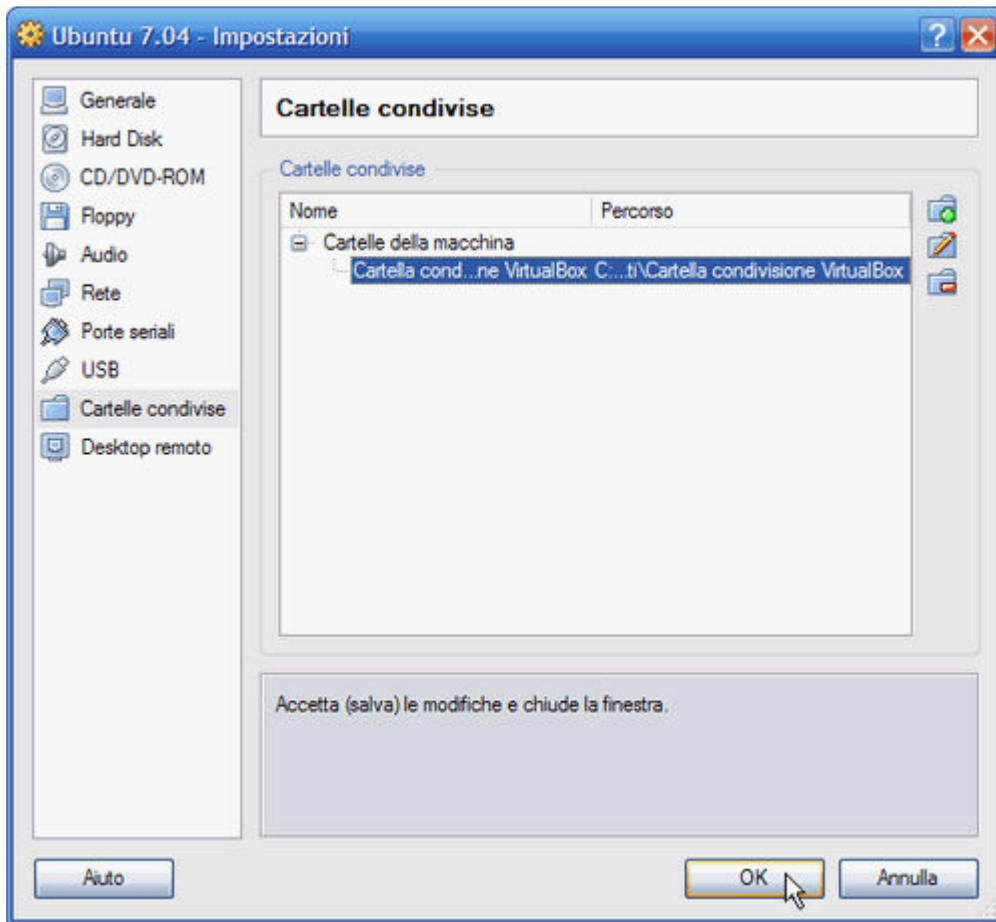 Ubuntu 7.04 - Impostazioni
Generale
Hard Disk
CD/DVD-ROM
Floppy
Audio
Rete
Porte seriali
USB
Cartelle condivise
Desktop remoto
Cartelle condivise
Cartelle condivise
Nome Percorso
Cartelle della macchina
Cartella cond...ne VirtualBox C:...ti\Cartella condivisione VirtualBox
Accetta (salva) le modifiche e chiude la finestra.
Aiuto OK Annulla